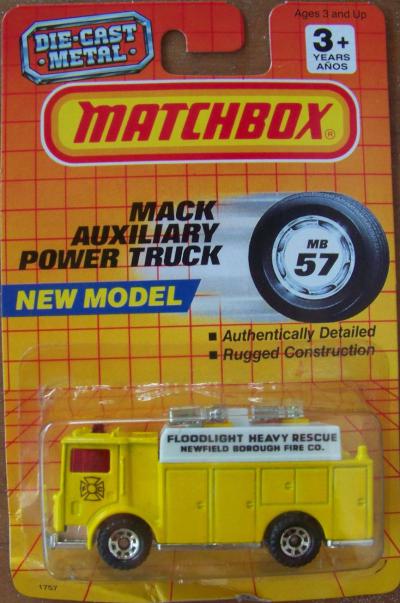 Ages 3 and Up
DIE-CAST
METAL
3+
YEARS
AÑOS
MATCHBOX
®
MACK
AUXILIARY
POWER TRUCK
MB
57
NEW MODEL
■ Authentically Detailed
■ Rugged Construction
FLOODLIGHT HEAVY RESCUE
NEWFIELD BOROUGH FIRE CO.
1757